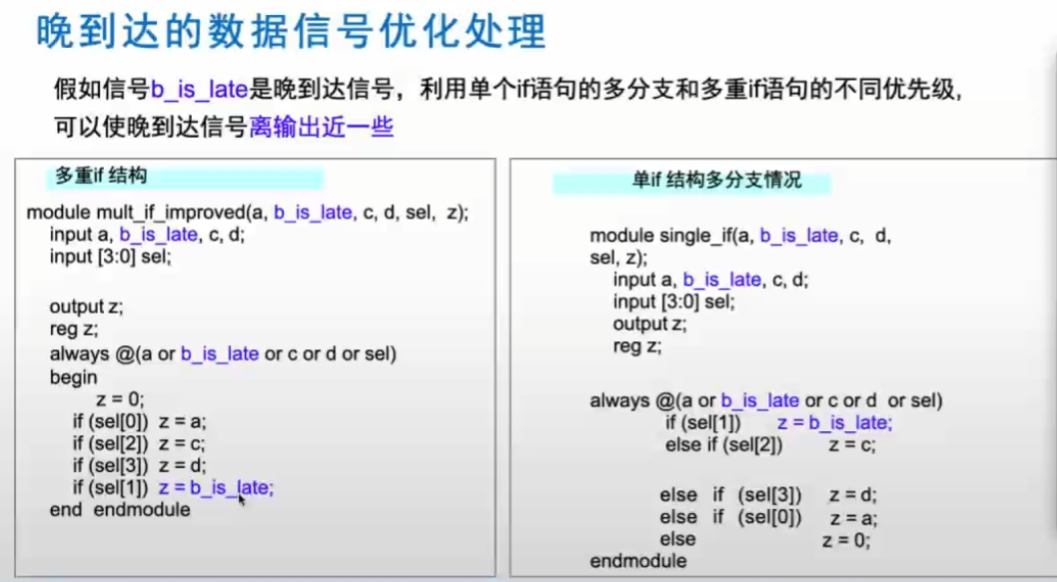 晚到达的数据信号优化处理
假如信号b_is_late是晚到达信号，利用单个if语句的多分支和多重if语句的不同优先级,
可以使晚到达信号离输出近一些
多重if 结构
module mult_if_improved(a, b_is_late, c, d, sel, z);
input a, b_is_late, c, d;
input [3:0] sel;
output z;
reg z;
always @(a or b_is_late or c or d or sel)
begin
z = 0;
if (sel[0]) z = a;
if (sel[2]) z = c;
if (sel[3]) z = d;
if (sel[1]) z = b_is_late;
end endmodule
单if 结构多分支情况
module single_if(a, b_is_late, c, d,
sel, z);
input a, b_is_late, c, d;
input [3:0] sel;
output z;
reg z;
always @(a or b_is_late or c or d or sel)
if (sel[1]) z = b_is_late;
else if (sel[2]) z = c;
else if (sel[3]) z = d;
else if (sel[0]) z = a;
else z = 0;
endmodule